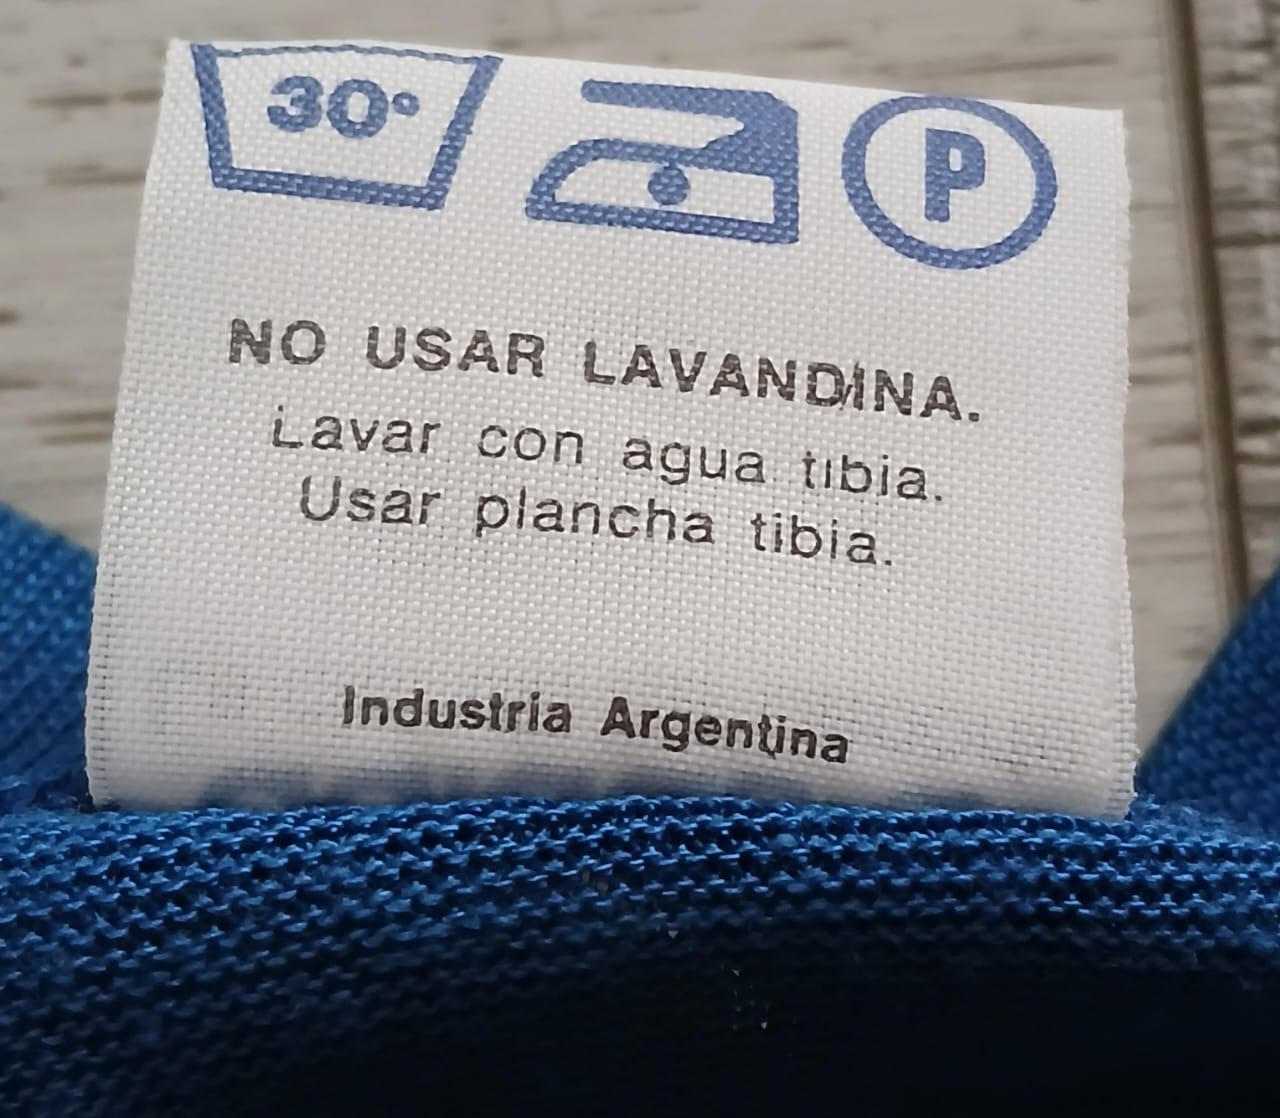 30°
P
NO USAR LAVANDINA.
Lavar con agua tibia.
Usar plancha tibia.
Industria Argentina